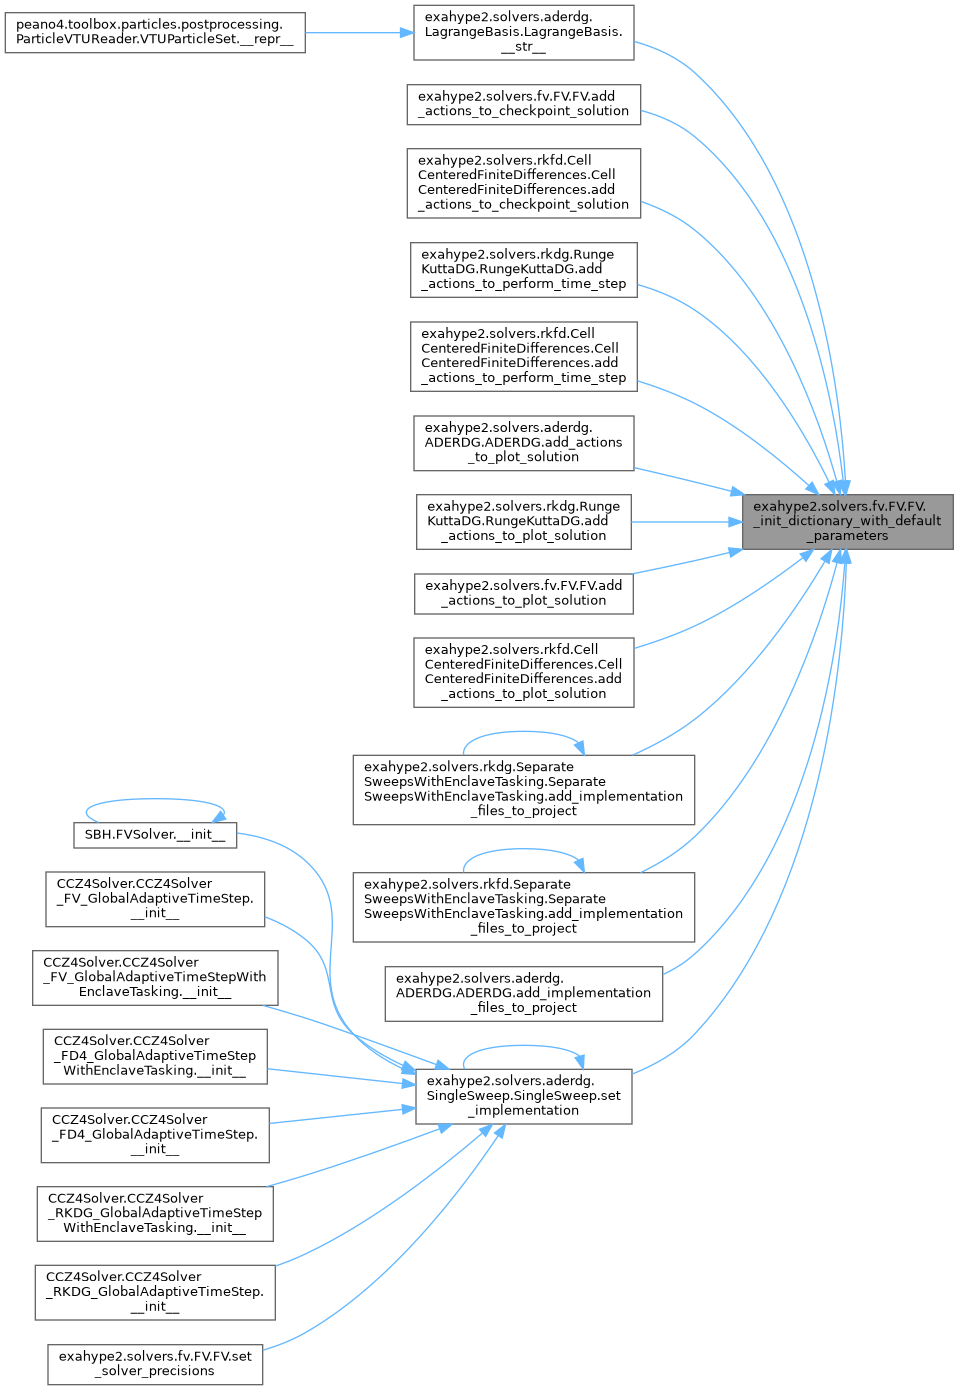 peano4.toolbox.particles.postprocessing.
ParticleVTUReader.VTUParticleSet.__repr__
exahype2.solvers.aderdg.
LagrangeBasis.LagrangeBasis.
__str__
exahype2.solvers.fv.FV.FV.add
_actions_to_checkpoint_solution
exahype2.solvers.rkfd.Cell
CenteredFiniteDifferences.Cell
CenteredFiniteDifferences.add
_actions_to_checkpoint_solution
exahype2.solvers.rkdg.Runge
KuttaDG.RungeKuttaDG.add
_actions_to_perform_time_step
exahype2.solvers.rkfd.Cell
CenteredFiniteDifferences.Cell
CenteredFiniteDifferences.add
_actions_to_perform_time_step
exahype2.solvers.aderdg.
ADERDG.ADERDG.add_actions
_to_plot_solution
exahype2.solvers.rkdg.Runge
KuttaDG.RungeKuttaDG.add
_actions_to_plot_solution
exahype2.solvers.fv.FV.FV.
_init_dictionary_with_default
_parameters
exahype2.solvers.fv.FV.FV.add
_actions_to_plot_solution
exahype2.solvers.rkfd.Cell
CenteredFiniteDifferences.Cell
CenteredFiniteDifferences.add
_actions_to_plot_solution
exahype2.solvers.rkdg.Separate
SweepsWithEnclaveTasking.Separate
SweepsWithEnclaveTasking.add_implementation
_files_to_project
SBH.FVSolver.__init__
exahype2.solvers.rkfd.Separate
SweepsWithEnclaveTasking.Separate
SweepsWithEnclaveTasking.add_implementation
_files_to_project
CCZ4Solver.CCZ4Solver
_FV_GlobalAdaptiveTimeStep.
__init__
CCZ4Solver.CCZ4Solver
_FV_GlobalAdaptiveTimeStepWith
EnclaveTasking.__init__
exahype2.solvers.aderdg.
ADERDG.ADERDG.add_implementation
_files_to_project
CCZ4Solver.CCZ4Solver
_FD4_GlobalAdaptiveTimeStep
WithEnclaveTasking.__init__
exahype2.solvers.aderdg.
SingleSweep.SingleSweep.set
_implementation
CCZ4Solver.CCZ4Solver
_FD4_GlobalAdaptiveTimeStep.
__init__
CCZ4Solver.CCZ4Solver
_RKDG_GlobalAdaptiveTimeStep
WithEnclaveTasking.__init__
CCZ4Solver.CCZ4Solver
_RKDG_GlobalAdaptiveTimeStep.
__init__
exahype2.solvers.fv.FV.FV.set
_solver_precisions